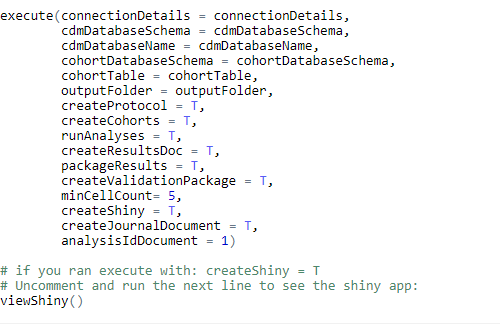 execute(connectionDetails = connectionDetails,
        cdmDatabaseSchema = cdmDatabaseSchema,
        cdmDatabaseName = cdmDatabaseName,
        cohortDatabaseSchema = cohortDatabaseSchema,
        cohortTable = cohortTable,
        outputFolder = outputFolder,
        createProtocol = T,
        createCohorts = T,
        runAnalyses = T,
        createResultsDoc = T,
        packageResults = T,
        createValidationPackage = T,
        minCellCount= 5,
        createShiny = T,
        createJournalDocument = T,
        analysisIdDocument = 1)

# if you ran execute with: createShiny = T
# Uncomment and run the next line to see the shiny app:
viewShiny()